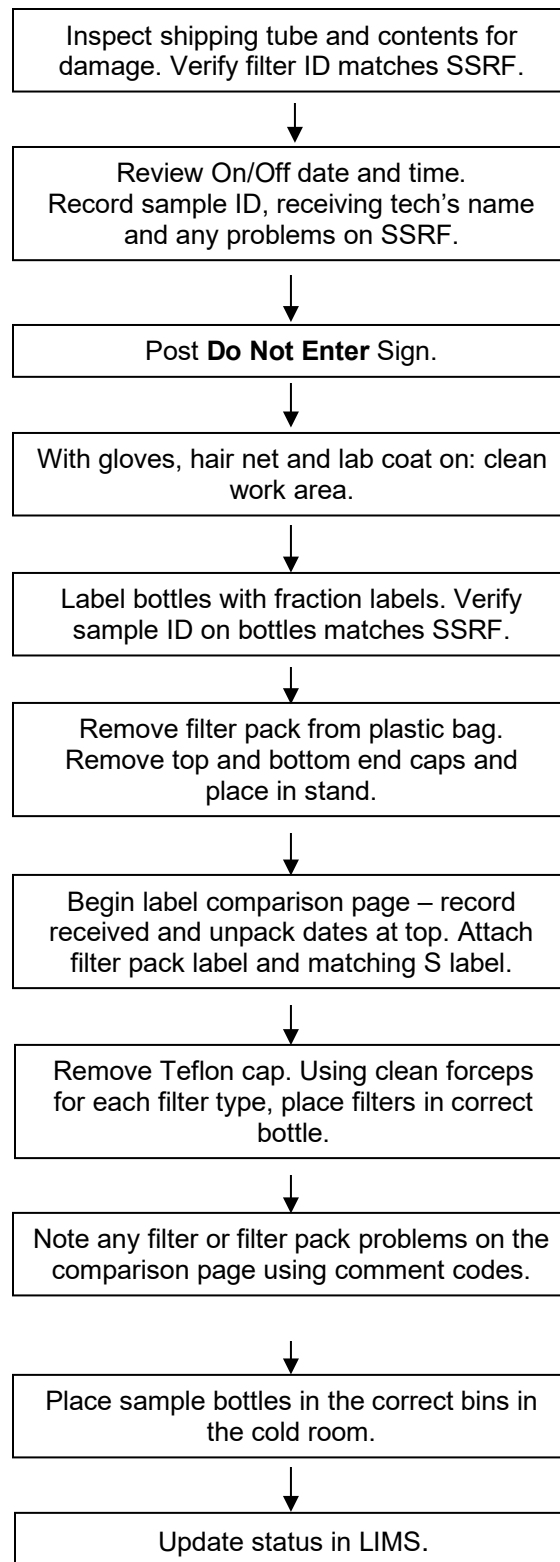 Inspect shipping tube and contents for
damage. Verify filter ID matches SSRF.
Review On/Off date and time.
Record sample ID, receiving tech’s name
and any problems on SSRF.
Post Do Not Enter Sign.
With gloves, hair net and lab coat on: clean
work area.
Label bottles with fraction labels. Verify
sample ID on bottles matches SSRF.
Remove filter pack from plastic bag.
Remove top and bottom end caps and
place in stand.
Begin label comparison page – record
received and unpack dates at top. Attach
filter pack label and matching S label.
Remove Teflon cap. Using clean forceps
for each filter type, place filters in correct
bottle.
Note any filter or filter pack problems on the
comparison page using comment codes.
Place sample bottles in the correct bins in
the cold room.
Update status in LIMS.